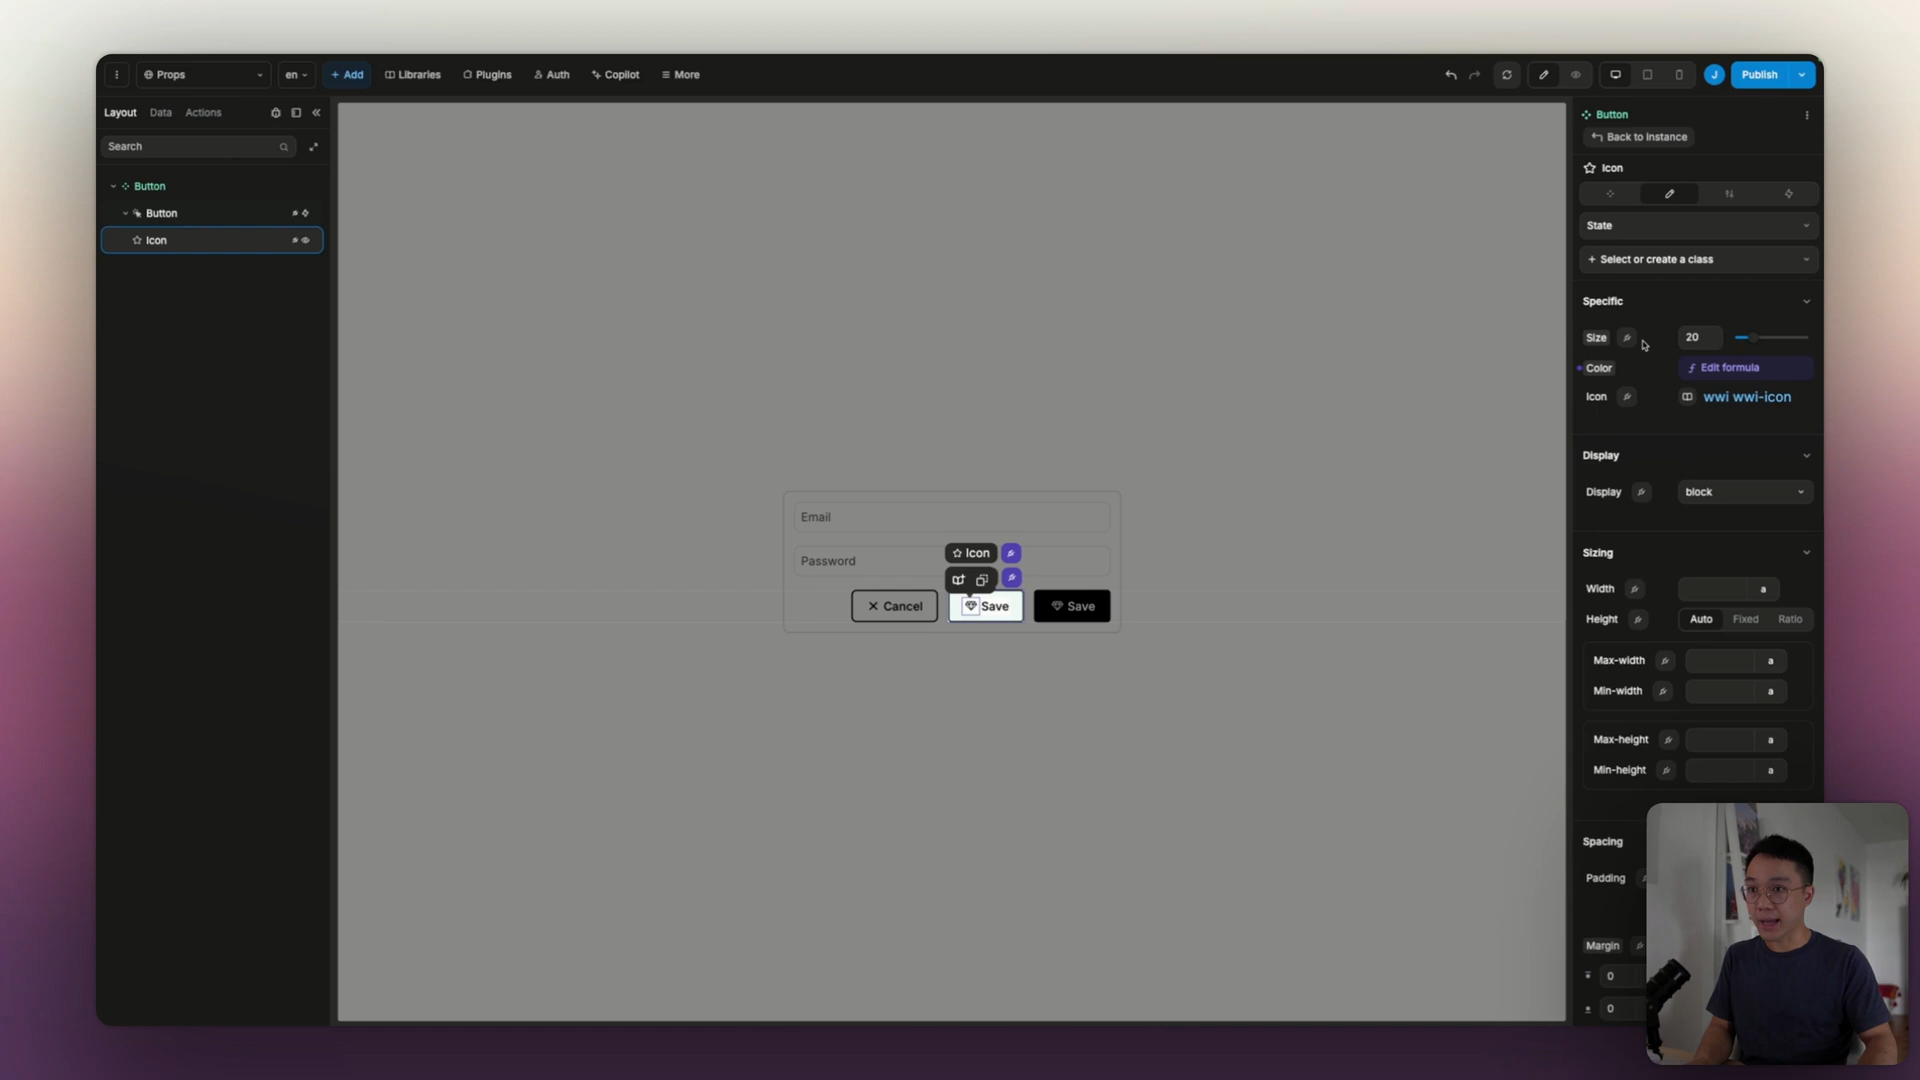 Props
en
+ Add
Libraries
Plugins
Auth
Copilot
More
J
Publish
Layout
Data
Actions
Search
Button
Button
Icon
Email
Password
Icon
Cancel
Save
Save
Button
Back to instance
Icon
State
+ Select or create a class
Specific
Size
20
Color
Edit formula
Icon
wwi wwi-icon
Display
Display
block
Sizing
Width
a
Height
Auto
Fixed
Ratio
Max-width
a
Min-width
a
Max-height
a
Min-height
a
Spacing
Padding
Margin
0
0